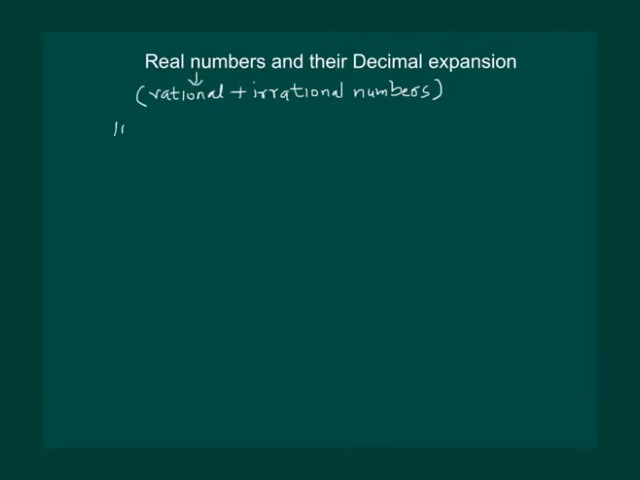 Real numbers and their Decimal expansion
(rational + irrational numbers)